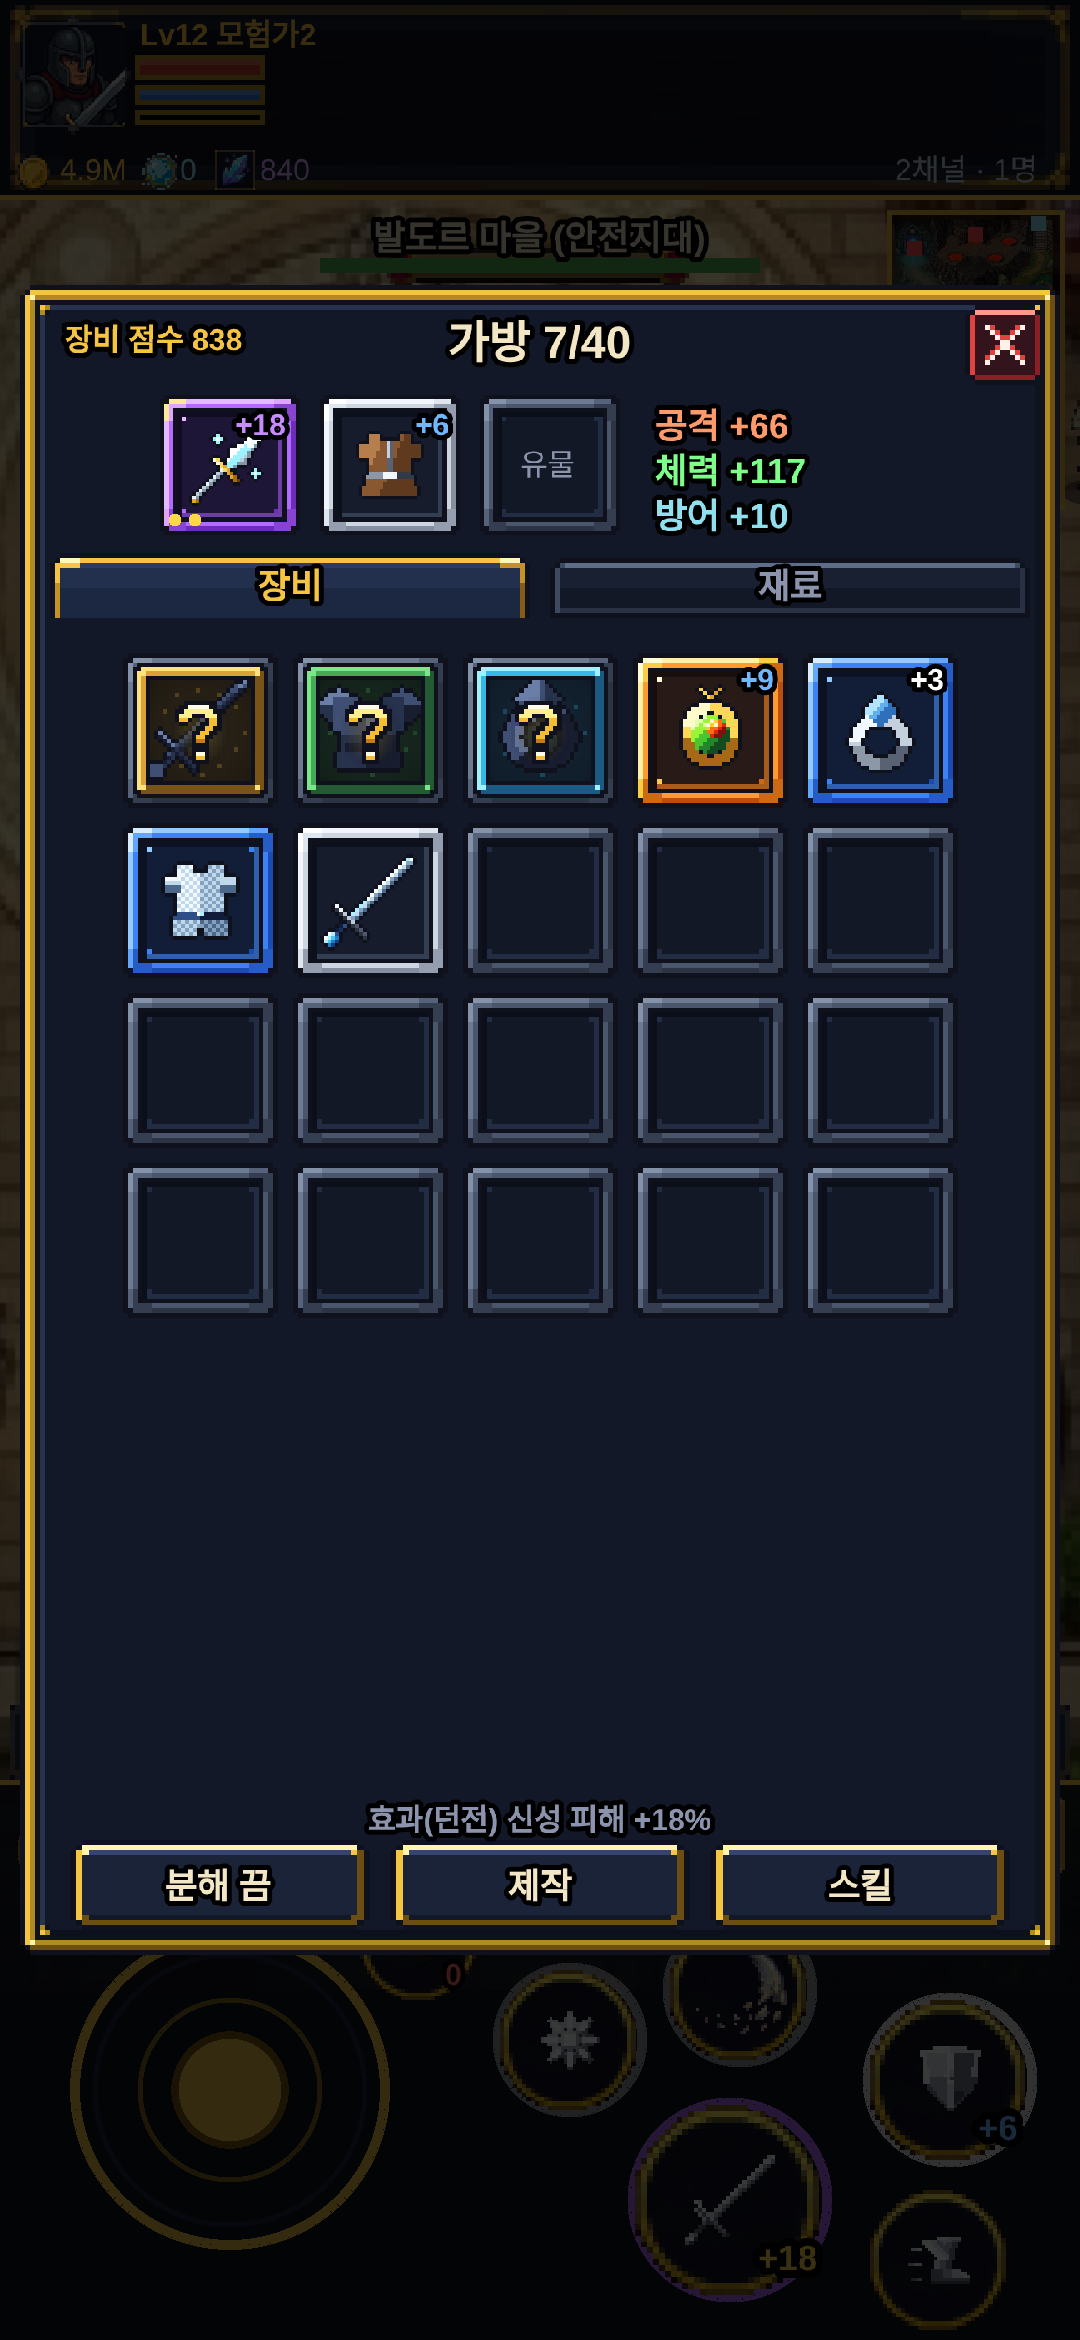 Lv12 모험가2
4.9M 0 840 2채널 · 1명
발도르 마을 (안전지대)
장비 점수 838
가방 7/40
+18
+6
유물
공격 +66
체력 +117
방어 +10
장비
재료
? ? ? +9 +3
효과(던전) 신성 피해 +18%
분해 끔
제작
스킬
0
+6
+18